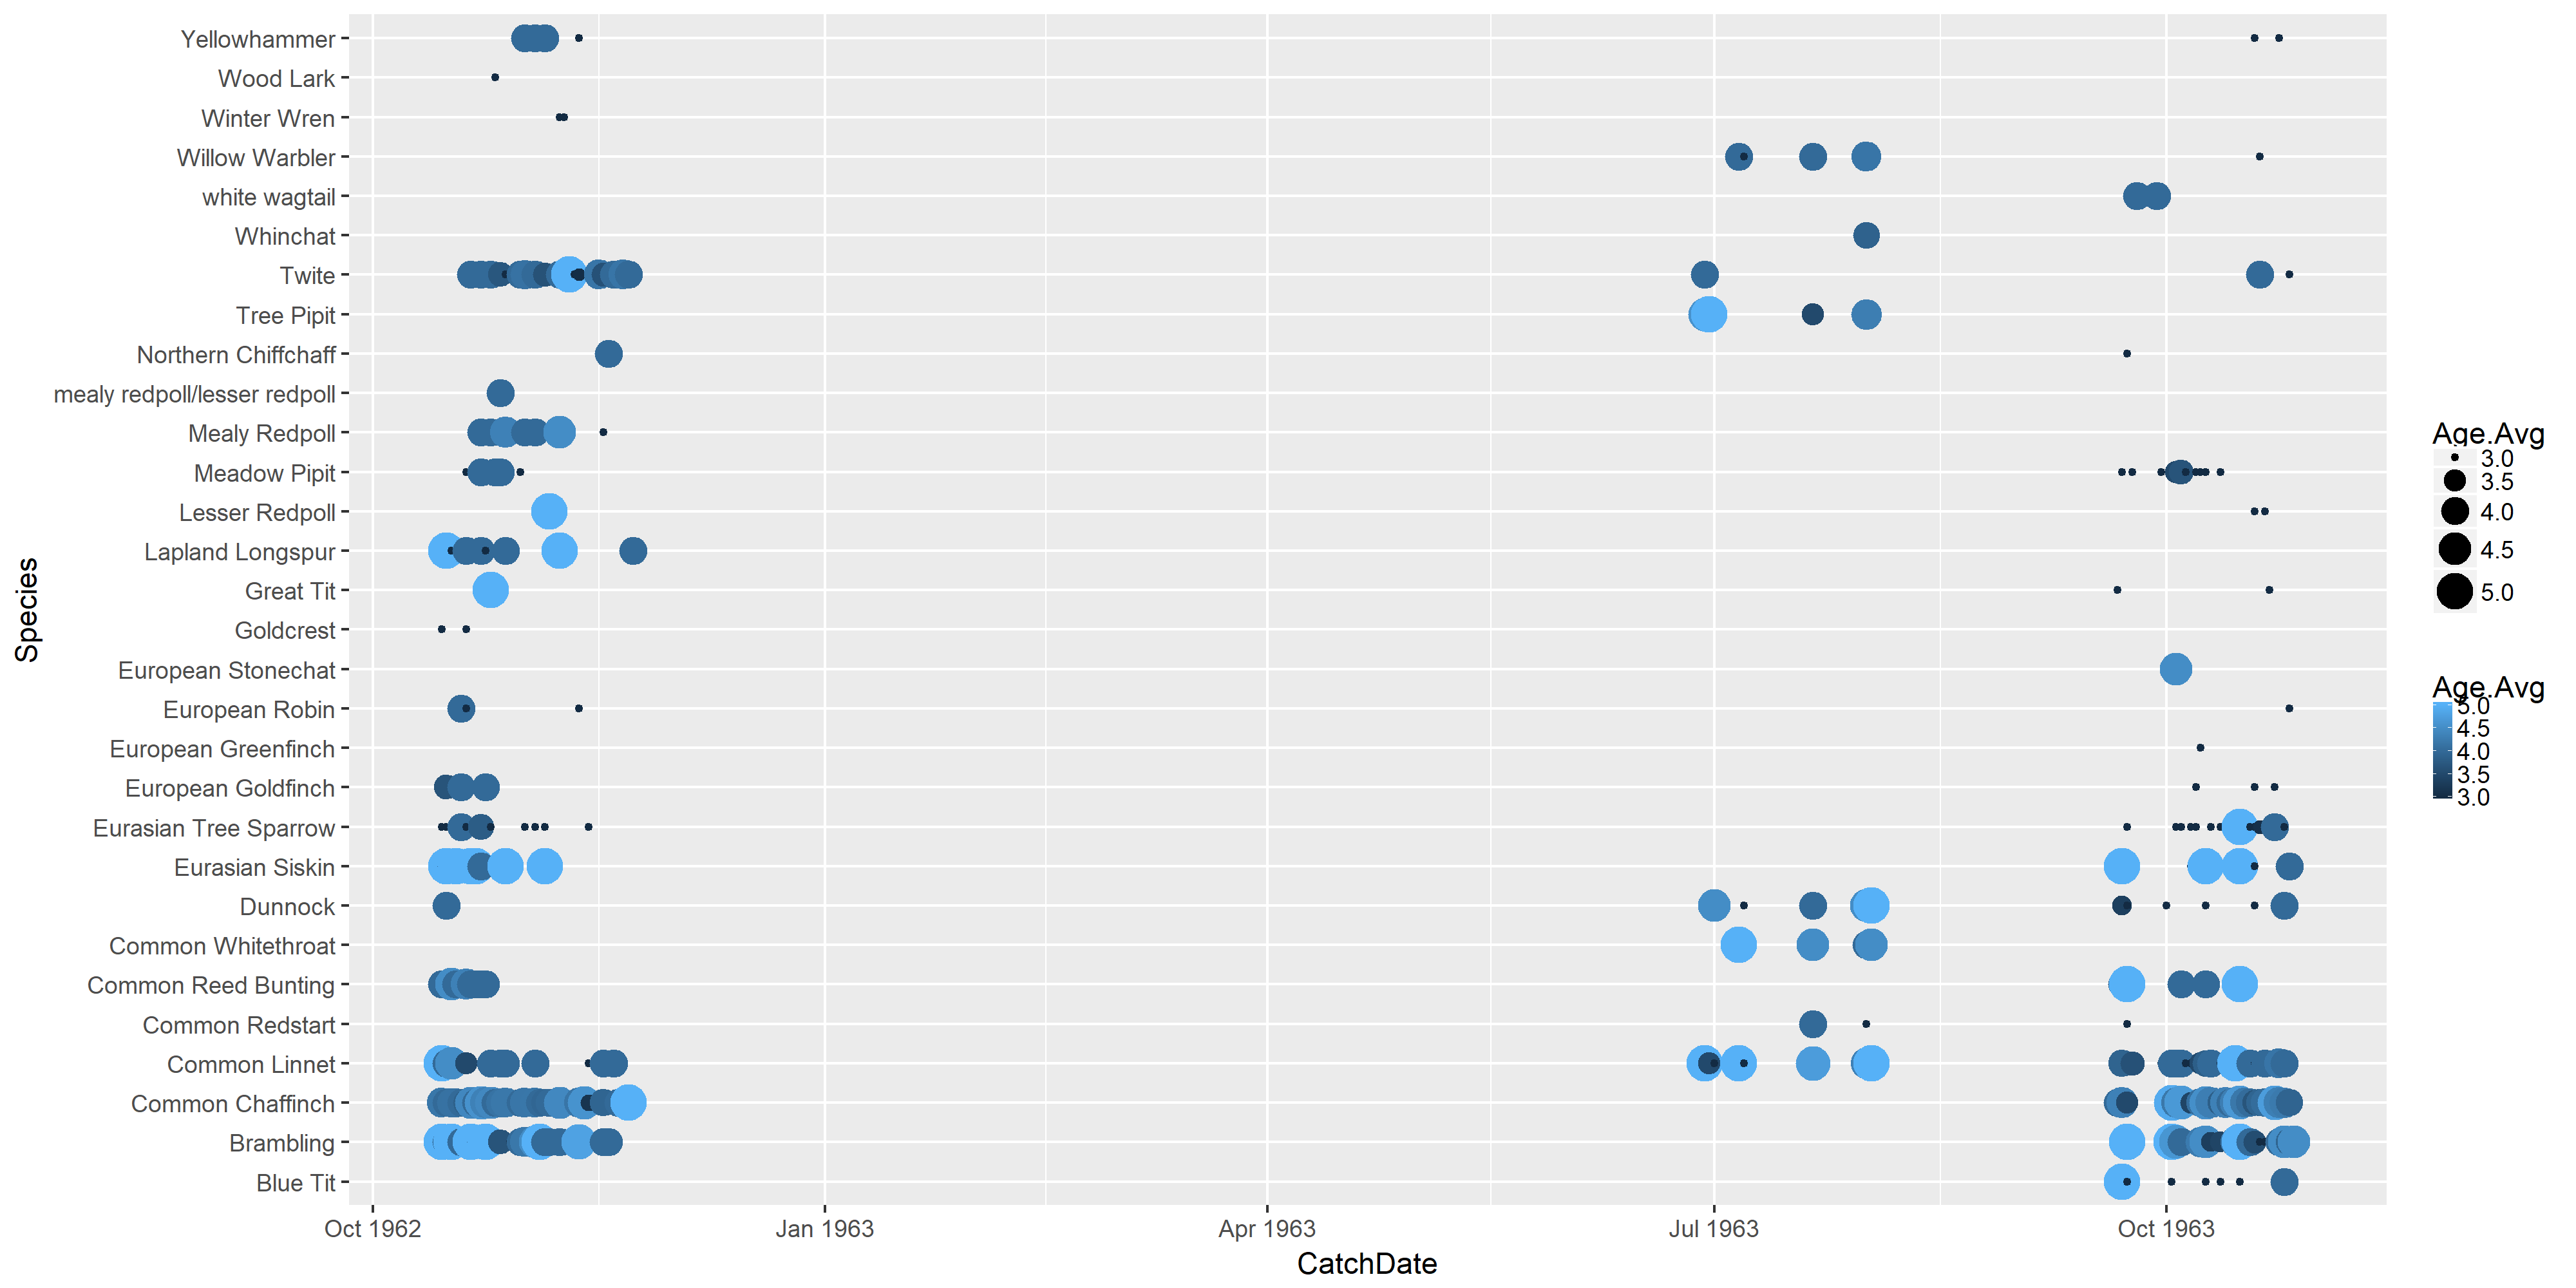 Yellowhammer
Wood Lark
Winter Wren
Willow Warbler
white wagtail
Whinchat
Twite
Tree Pipit
Northern Chiffchaff
mealy redpoll/lesser redpoll
Mealy Redpoll
Meadow Pipit
Lesser Redpoll
Lapland Longspur
Great Tit
Goldcrest
European Stonechat
European Robin
European Greenfinch
European Goldfinch
Eurasian Tree Sparrow
Eurasian Siskin
Dunnock
Common Whitethroat
Common Reed Bunting
Common Redstart
Common Linnet
Common Chaffinch
Brambling
Blue Tit
Species
Oct 1962
Jan 1963
Apr 1963
Jul 1963
Oct 1963
CatchDate
Age.Avg
3.0
3.5
4.0
4.5
5.0
Age.Avg
5.0
4.5
4.0
3.5
3.0